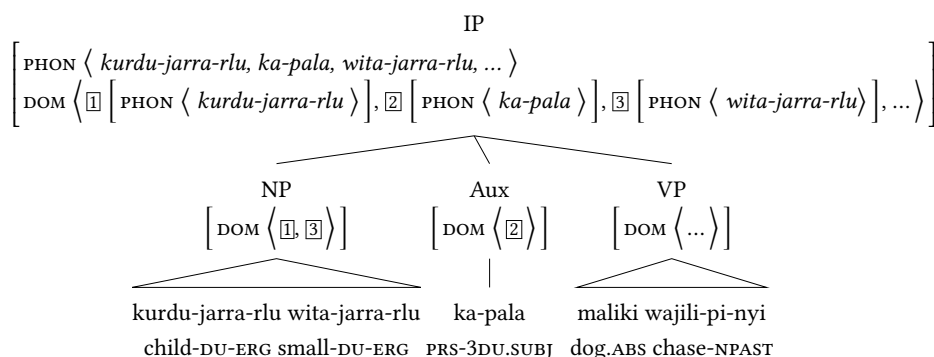 IP
PHON ⟨ kurdu-jarra-rlu, ka-pala, wita-jarra-rlu, ... ⟩
DOM ⟨ 1 [ PHON ⟨ kurdu-jarra-rlu ⟩ ], 2 [ PHON ⟨ ka-pala ⟩ ], 3 [ PHON ⟨ wita-jarra-rlu⟩ ], ... ⟩
NP Aux VP
[ DOM ⟨ 1, 3 ⟩ ] [ DOM ⟨ 2 ⟩ ] [ DOM ⟨ ... ⟩ ]
kurdu-jarra-rlu wita-jarra-rlu ka-pala maliki wajili-pi-nyi
child-DU-ERG small-DU-ERG PRS-3DU.SUBJ dog.ABS chase-NPAST